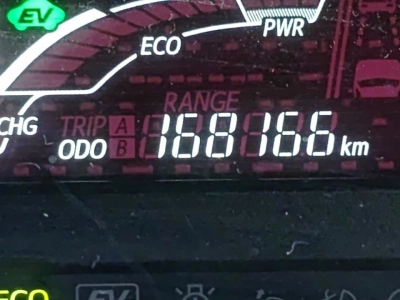 EV
ECO
PWR
CHG
RANGE
TRIP A
ODO B 168166 km
ECO
EV